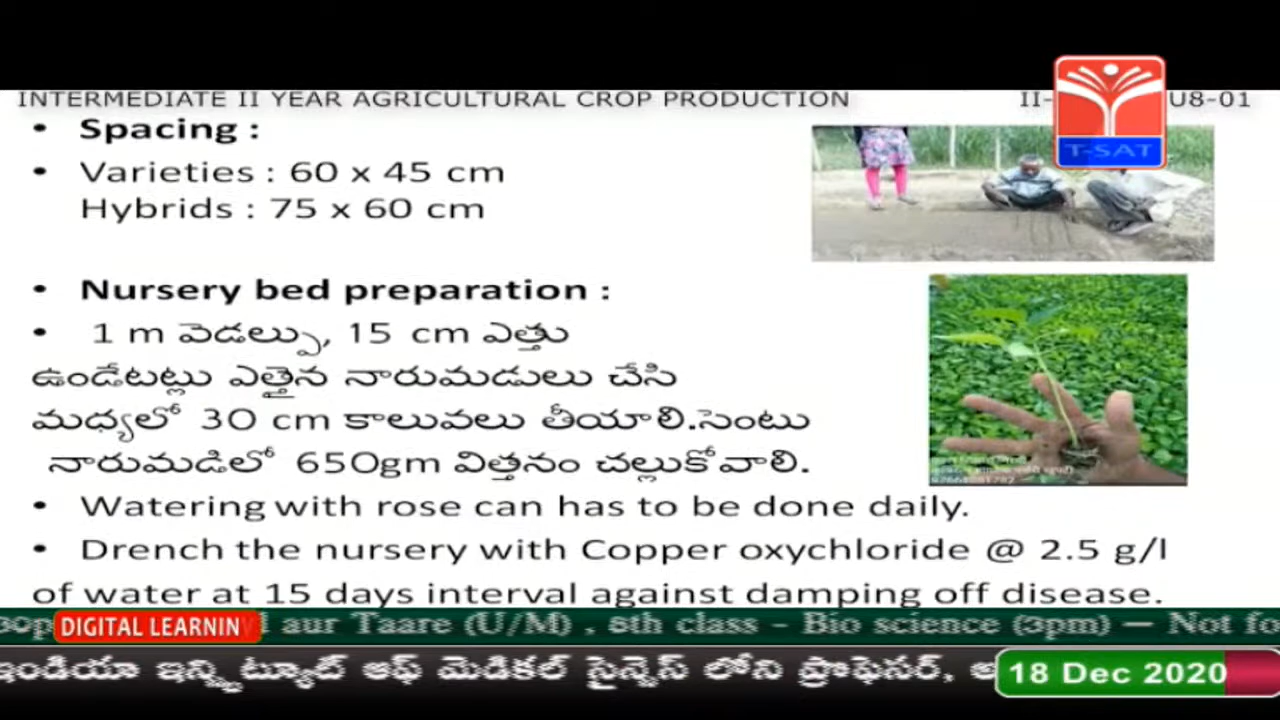 INTERMEDIATE II YEAR AGRICULTURAL CROP PRODUCTION II- U8-01
T-SAT
• Spacing :
• Varieties : 60 x 45 cm
Hybrids : 75 x 60 cm
• Nursery bed preparation :
• 1 m వెడల్పు, 15 cm ఎత్తు
ఉండేటట్లు ఎత్తైన నారుమడులు చేసి
మధ్యలో 30 cm కాలువలు తీయాలి.సెంటు
నారుమడిలో 650gm విత్తనం చల్లుకోవాలి.
• Watering with rose can has to be done daily.
• Drench the nursery with Copper oxychloride @ 2.5 g/l
of water at 15 days interval against damping off disease.
DIGITAL LEARNIN aur Taare (U/M) , 8th class - Bio science (3pm) – Not fo
ఇండియా ఇన్స్టిట్యూట్ ఆఫ్ మెడికల్ సైన్సెస్ లోని ప్రొఫెసర్,
18 Dec 2020